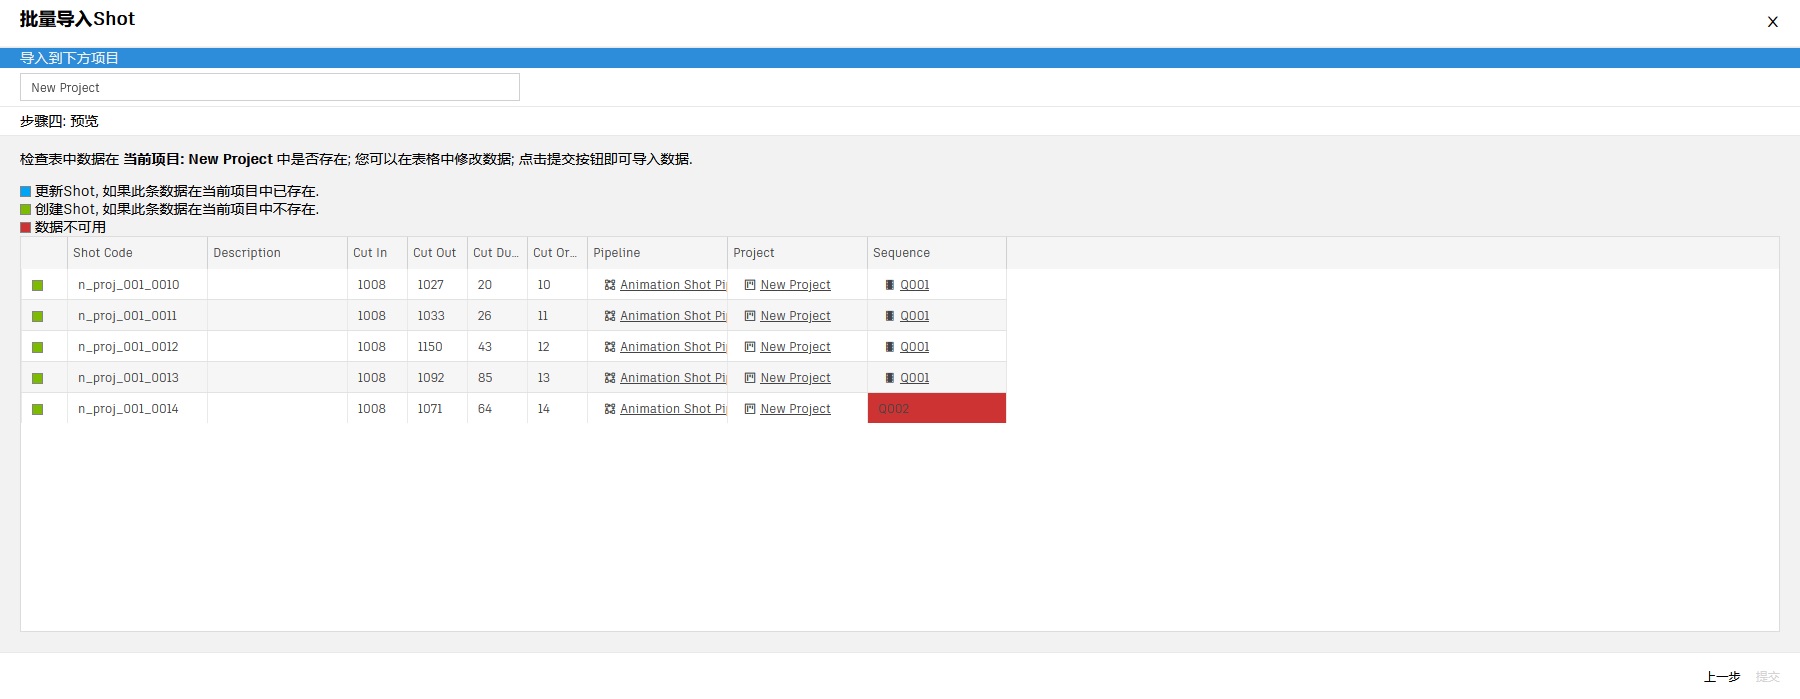 批量导入Shot
X
导入到下方项目
New Project
步骤四: 预览
检查表中数据在 当前项目: New Project 中是否存在; 您可以在表格中修改数据; 点击提交按钮即可导入数据.
更新Shot, 如果此条数据在当前项目中已存在.
创建Shot, 如果此条数据在当前项目中不存在.
数据不可用
Shot Code Description Cut In Cut Out Cut Du... Cut Or... Pipeline Project Sequence
n_proj_001_0010 1008 1027 20 10 Animation Shot Pi New Project Q001
n_proj_001_0011 1008 1033 26 11 Animation Shot Pi New Project Q001
n_proj_001_0012 1008 1150 43 12 Animation Shot Pi New Project Q001
n_proj_001_0013 1008 1092 85 13 Animation Shot Pi New Project Q001
n_proj_001_0014 1008 1071 64 14 Animation Shot Pi New Project Q002
上一步 提交